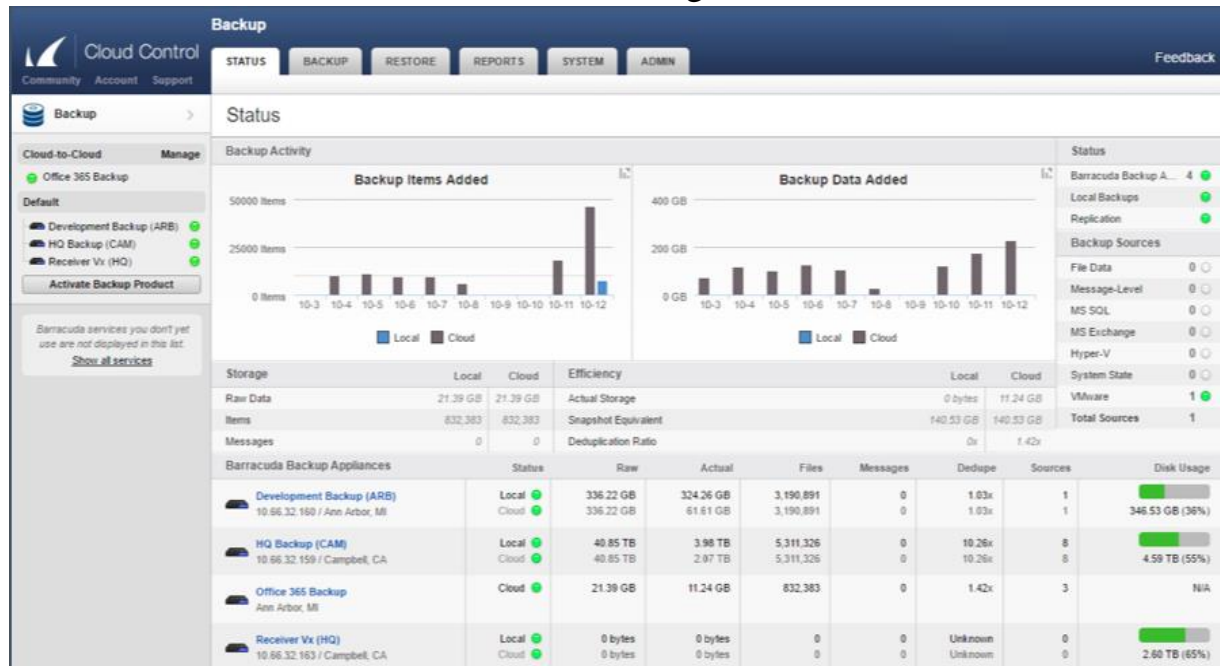 Backup
Cloud Control
Community Account Support
STATUS BACKUP RESTORE REPORTS SYSTEM ADMIN
Feedback
Backup
Status
Cloud-to-Cloud Manage
Office 365 Backup
Default
Development Backup (ARB)
HQ Backup (CAM)
Receiver Vx (HQ)
Activate Backup Product
Barracuda services you don't yet
use are not displayed in this list.
Show all services
Backup Activity
Backup Items Added
50000 Items
25000 Items
0 Items
10-3 10-4 10-5 10-6 10-7 10-8 10-9 10-10 10-11 10-12
Local Cloud
Backup Data Added
400 GB
200 GB
0 GB
10-3 10-4 10-5 10-6 10-7 10-8 10-9 10-10 10-11 10-12
Local Cloud
Status
Barracuda Backup A... 4
Local Backups
Replication
Backup Sources
File Data 0
Message-Level 0
MS SQL 0
MS Exchange 0
Hyper-V 0
System State 0
VMware 1
Total Sources 1
Storage Local Cloud
Raw Data 21.39 GB 21.39 GB
Items 832,383 832,383
Messages 0 0
Efficiency Local Cloud
Actual Storage 0 bytes 11.24 GB
Snapshot Equivalent 140.53 GB 140.53 GB
Deduplication Ratio 0x 1.42x
Barracuda Backup Appliances Status Raw Actual Files Messages Dedupe Sources Disk Usage
Development Backup (ARB) Local 336.22 GB 324.26 GB 3,190,891 0 1.03x 1
10.66.32.160 / Ann Arbor, MI Cloud 336.22 GB 61.61 GB 3,190,891 0 1.03x 1 346.53 GB (36%)
HQ Backup (CAM) Local 40.85 TB 3.98 TB 5,311,326 0 10.26x 8
10.66.32.159 / Campbell, CA Cloud 40.85 TB 2.07 TB 5,311,326 0 10.26x 8 4.59 TB (55%)
Office 365 Backup Cloud 21.39 GB 11.24 GB 832,383 0 1.42x 3 N/A
Ann Arbor, MI
Receiver Vx (HQ) Local 0 bytes 0 bytes 0 0 Unknown 0
10.66.32.163 / Campbell, CA Cloud 0 bytes 0 bytes 0 0 Unknown 0 2.60 TB (65%)